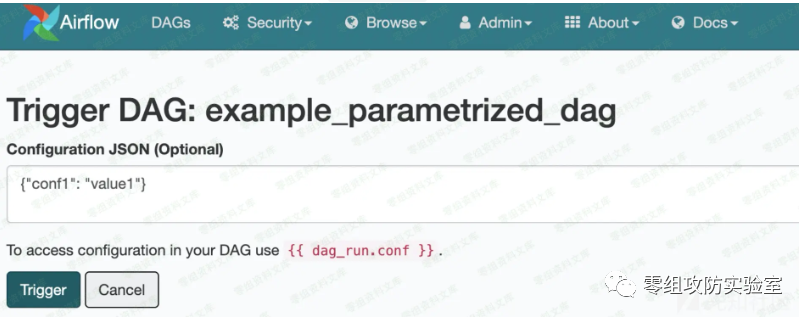 Airflow DAGs Security Browse Admin About Docs
Trigger DAG: example_parametrized_dag
Configuration JSON (Optional)
{"conf1": "value1"}
To access configuration in your DAG use {{ dag_run.conf }}.
Trigger Cancel
零组攻防实验室